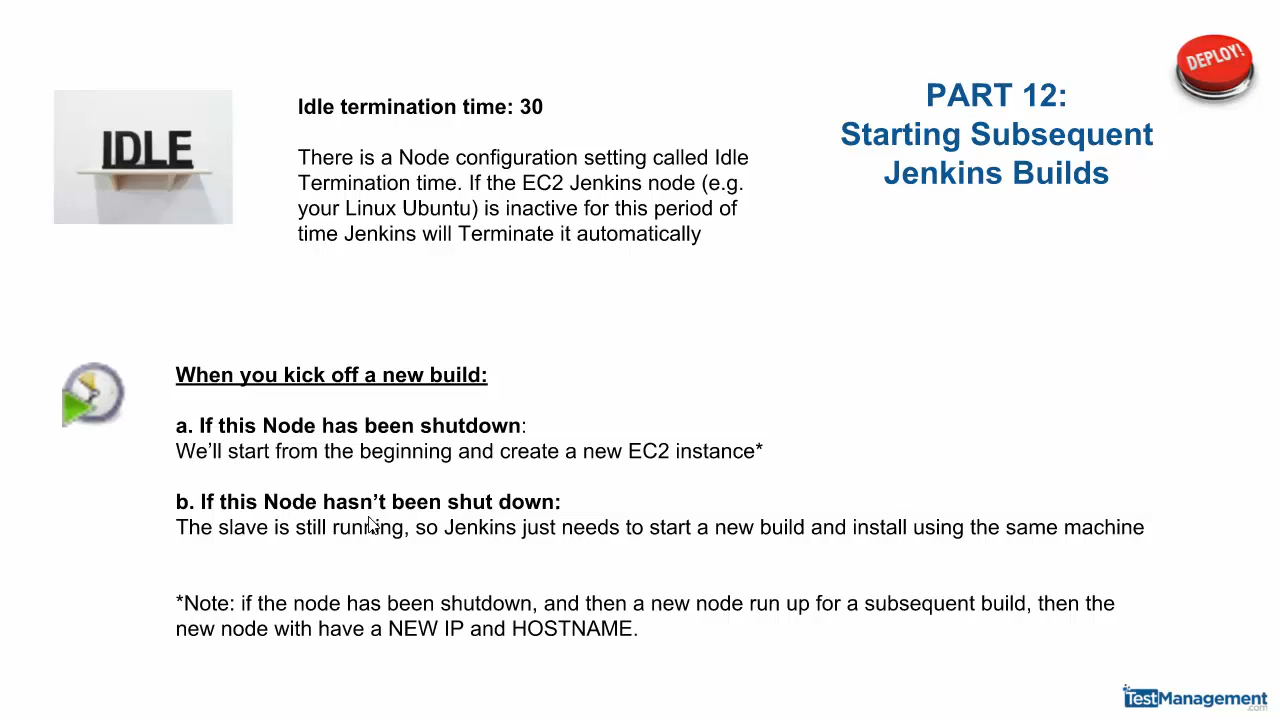 DEPLOY!
PART 12:
Starting Subsequent
Jenkins Builds
IDLE
Idle termination time: 30
There is a Node configuration setting called Idle
Termination time. If the EC2 Jenkins node (e.g.
your Linux Ubuntu) is inactive for this period of
time Jenkins will Terminate it automatically
When you kick off a new build:
a. If this Node has been shutdown:
We’ll start from the beginning and create a new EC2 instance*
b. If this Node hasn’t been shut down:
The slave is still running, so Jenkins just needs to start a new build and install using the same machine
*Note: if the node has been shutdown, and then a new node run up for a subsequent build, then the
new node with have a NEW IP and HOSTNAME.
TestManagement
.com